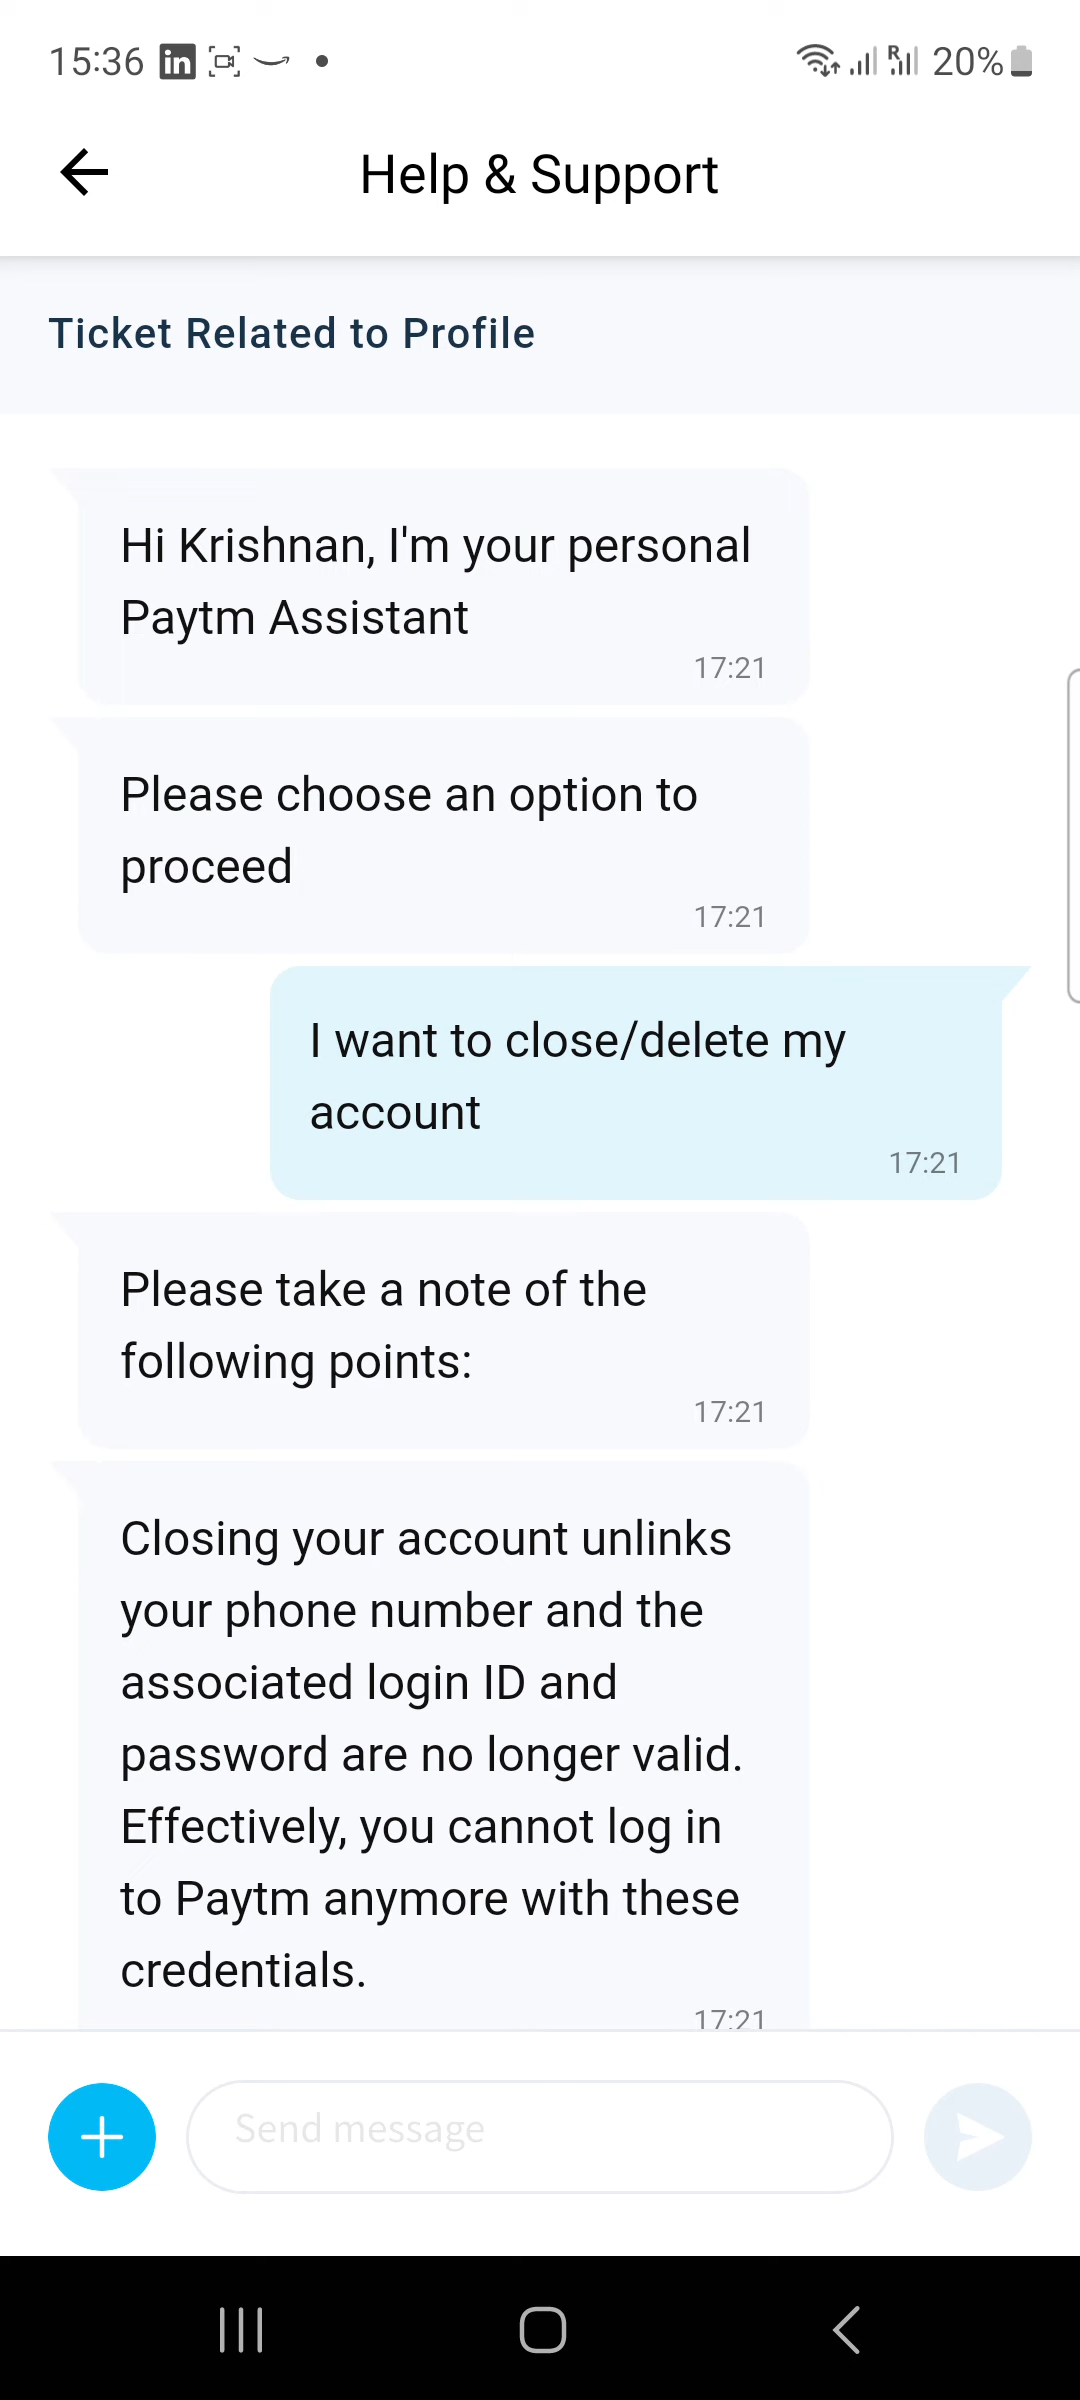 15:36 in 20%
Help & Support
Ticket Related to Profile
Hi Krishnan, I'm your personal
Paytm Assistant
17:21
Please choose an option to
proceed
17:21
I want to close/delete my
account
17:21
Please take a note of the
following points:
17:21
Closing your account unlinks
your phone number and the
associated login ID and
password are no longer valid.
Effectively, you cannot log in
to Paytm anymore with these
credentials.
17:21
Send message